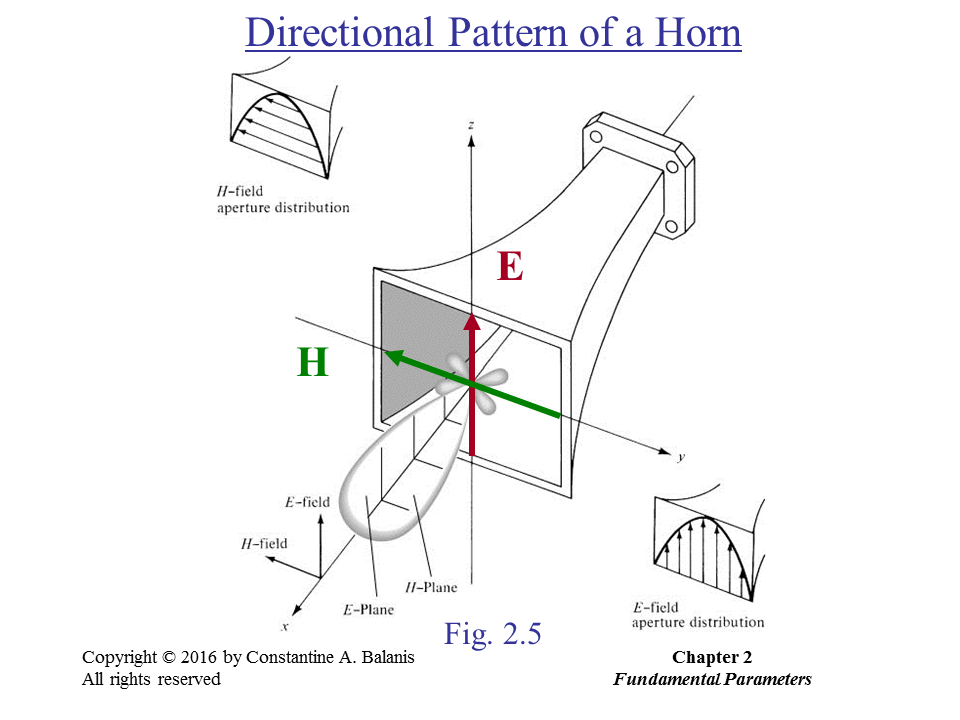 Directional Pattern of a Horn
H-field
aperture distribution
z
E
H
y
E-field
H-field
H-Plane
E-Plane
x
E-field
aperture distribution
Fig. 2.5
Copyright © 2016 by Constantine A. Balanis
All rights reserved
Chapter 2
Fundamental Parameters